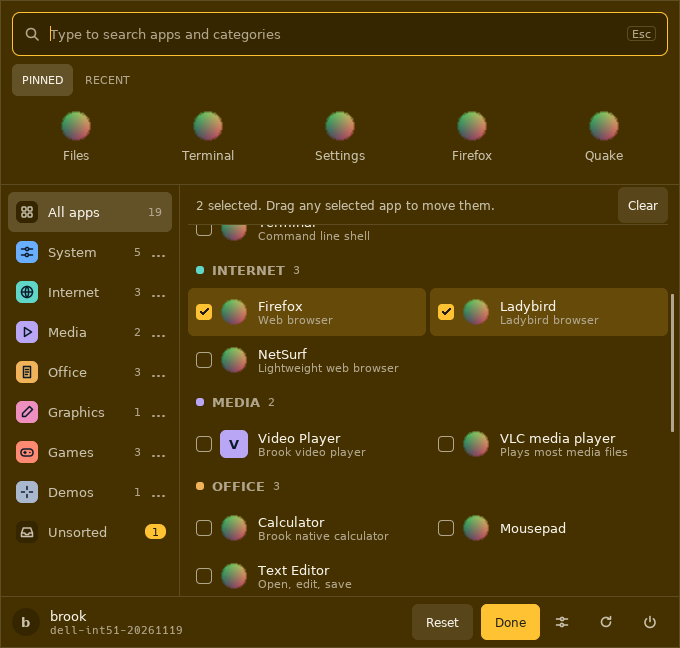 Type to search apps and categories
Esc
PINNED
RECENT
Files
Terminal
Settings
Firefox
Quake
All apps
19
System
5
...
Internet
3
...
Media
2
...
Office
3
...
Graphics
1
...
Games
3
...
Demos
1
...
Unsorted
1
2 selected. Drag any selected app to move them.
Clear
Terminal
Command line shell
INTERNET 3
Firefox
Web browser
Ladybird
Ladybird browser
NetSurf
Lightweight web browser
MEDIA 2
V
Video Player
Brook video player
VLC media player
Plays most media files
OFFICE 3
Calculator
Brook native calculator
Mousepad
Text Editor
Open, edit, save
b
brook
dell-int51-20261119
Reset
Done